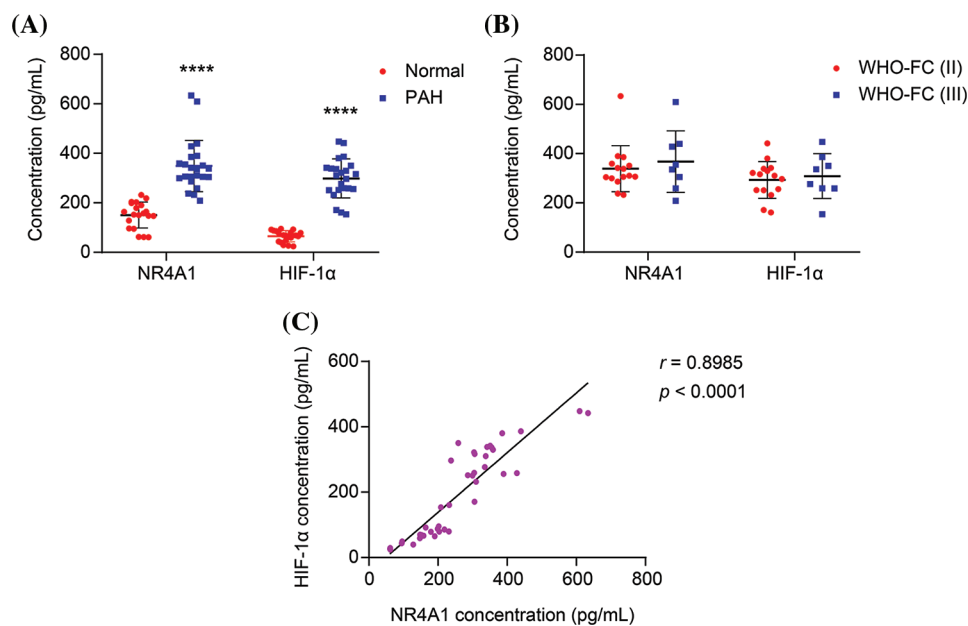 (A)
800
600
400
200
0
Concentration (pg/mL)
****
****
Normal
PAH
NR4A1
HIF-1α
(B)
800
600
400
200
0
Concentration (pg/mL)
WHO-FC (II)
WHO-FC (III)
NR4A1
HIF-1α
(C)
600
400
200
0
HIF-1α concentration (pg/mL)
r = 0.8985
p < 0.0001
0 200 400 600 800
NR4A1 concentration (pg/mL)